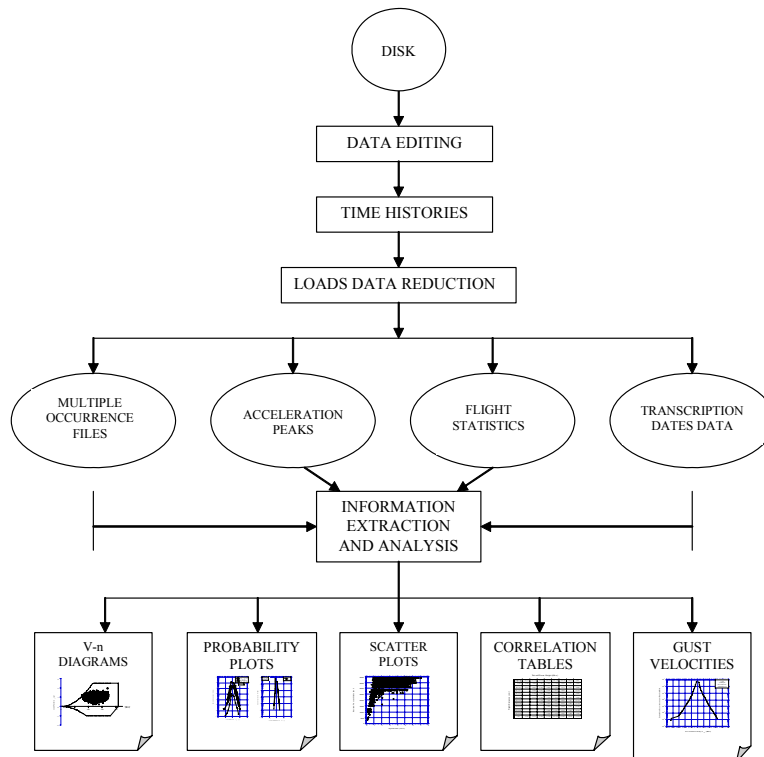 DISK
DATA EDITING
TIME HISTORIES
LOADS DATA REDUCTION
MULTIPLE
OCCURRENCE
FILES
ACCELERATION
PEAKS
FLIGHT
STATISTICS
TRANSCRIPTION
DATES DATA
INFORMATION
EXTRACTION
AND ANALYSIS
V-n
DIAGRAMS
PROBABILITY
PLOTS
SCATTER
PLOTS
CORRELATION
TABLES
GUST
VELOCITIES